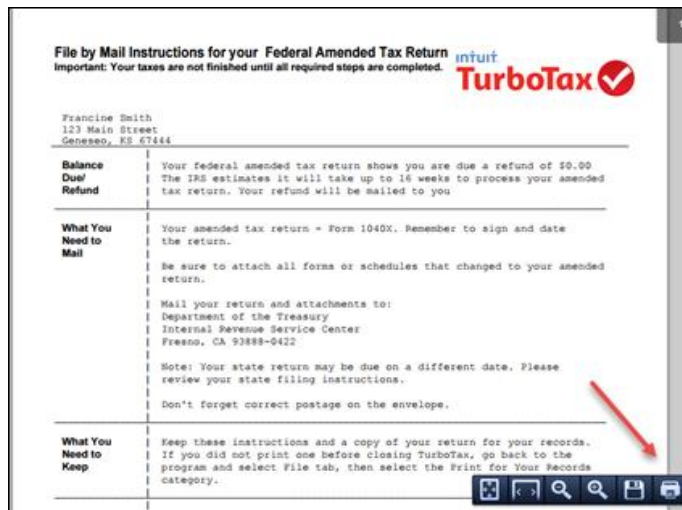 File by Mail Instructions for your Federal Amended Tax Return
Important: Your taxes are not finished until all required steps are completed.
intuit
TurboTax
Francine Smith
123 Main Street
Geneseo, KS 67444
Balance
Due/
Refund
Your federal amended tax return shows you are due a refund of $0.00
The IRS estimates it will take up to 16 weeks to process your amended
tax return. Your refund will be mailed to you
What You
Need to
Mail
Your amended tax return - Form 1040X. Remember to sign and date
the return.
Be sure to attach all forms or schedules that changed to your amended
return.
Mail your return and attachments to:
Department of the Treasury
Internal Revenue Service Center
Fresno, CA 93888-0422
Note: Your state return may be due on a different date. Please
review your state filing instructions.
Don't forget correct postage on the envelope.
What You
Need to
Keep
Keep these instructions and a copy of your return for your records.
If you did not print one before closing TurboTax, go back to the
program and select File tab, then select the Print for Your Records
category.